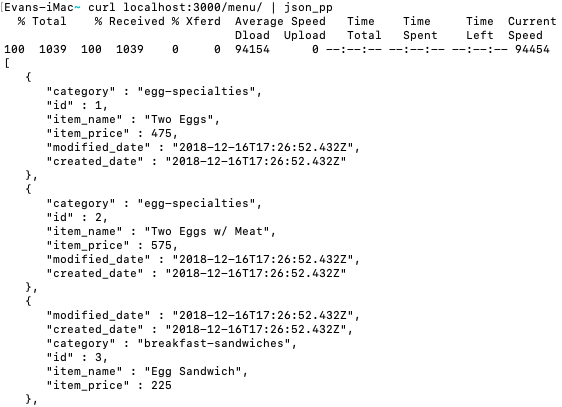 [Evans-iMac~ curl localhost:3000/menu/ | json_pp
% Total % Received % Xferd Average Speed Time Time Time Current
Dload Upload Total Spent Left Speed
100 1039 100 1039 0 0 94154 0 --:--:-- --:--:-- --:--:-- 94454
[
{
"category" : "egg-specialties",
"id" : 1,
"item_name" : "Two Eggs",
"item_price" : 475,
"modified_date" : "2018-12-16T17:26:52.432Z",
"created_date" : "2018-12-16T17:26:52.432Z"
},
{
"category" : "egg-specialties",
"id" : 2,
"item_name" : "Two Eggs w/ Meat",
"item_price" : 575,
"modified_date" : "2018-12-16T17:26:52.432Z",
"created_date" : "2018-12-16T17:26:52.432Z"
},
{
"modified_date" : "2018-12-16T17:26:52.432Z",
"created_date" : "2018-12-16T17:26:52.432Z",
"category" : "breakfast-sandwiches",
"id" : 3,
"item_name" : "Egg Sandwich",
"item_price" : 225
},